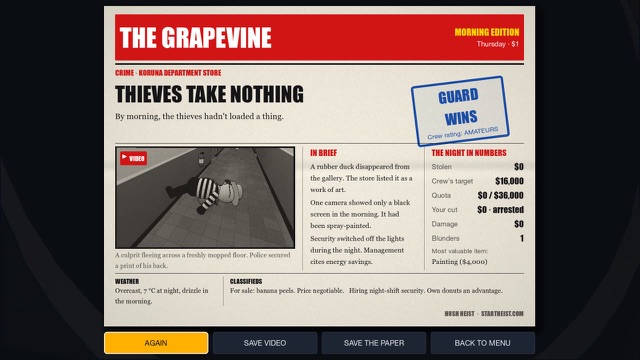 THE GRAPEVINE
MORNING EDITION
Thursday · $1
CRIME · KORUNA DEPARTMENT STORE
THIEVES TAKE NOTHING
By morning, the thieves hadn't loaded a thing.
GUARD
WINS
Crew rating: AMATEURS
VIDEO
A culprit fleeing across a freshly mopped floor. Police secured
a print of his back.
IN BRIEF
A rubber duck disappeared from
the gallery. The store listed it as a
work of art.
One camera showed only a black
screen in the morning. It had
been spray-painted.
Security switched off the lights
during the night. Management
cites energy savings.
THE NIGHT IN NUMBERS
Stolen $0
Crew's target $16,000
Quota $0 / $36,000
Your cut $0 · arrested
Damage $0
Blunders 1
Most valuable item:
Painting ($4,000)
WEATHER
Overcast, 7 °C at night, drizzle in
the morning.
CLASSIFIEDS
For sale: banana peels. Price negotiable. Hiring night-shift security. Own donuts an advantage.
HUSH HEIST · STARTHEIST.COM
AGAIN
SAVE VIDEO
SAVE THE PAPER
BACK TO MENU